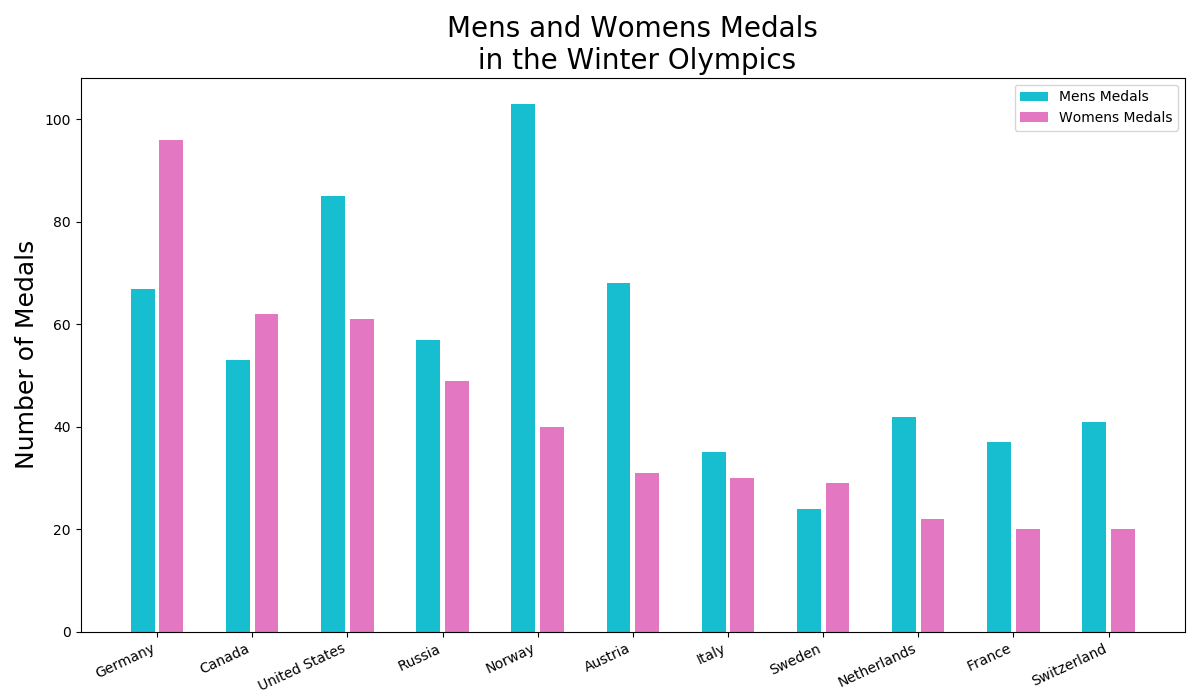 Mens and Womens Medals
in the Winter Olympics
Mens Medals
Womens Medals
Number of Medals
100
80
60
40
20
0
Germany
Canada
United States
Russia
Norway
Austria
Italy
Sweden
Netherlands
France
Switzerland